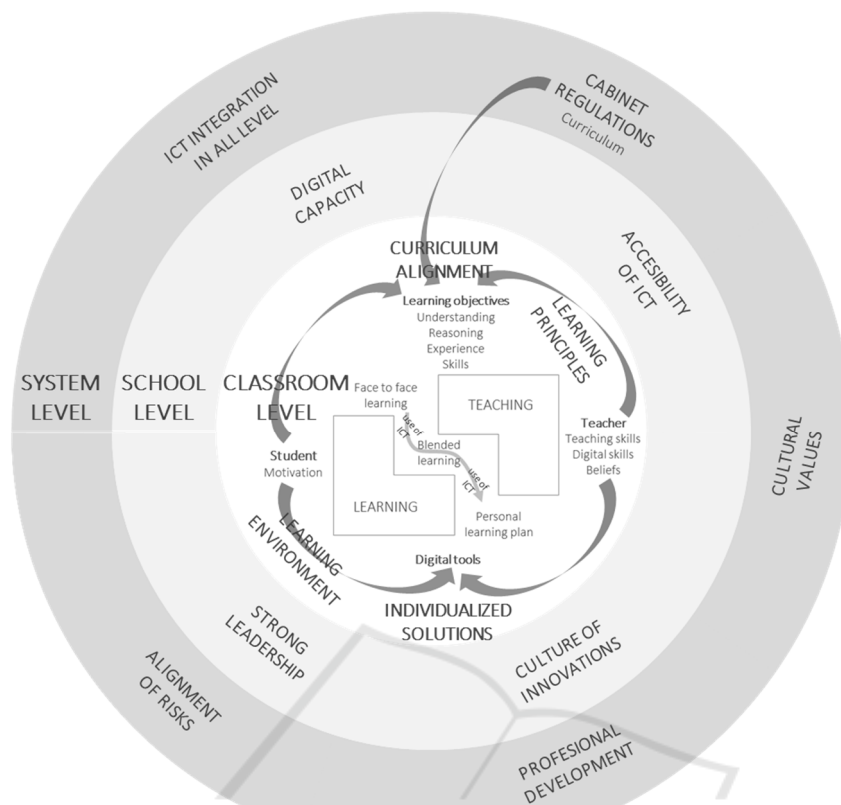 ICT INTEGRATION
IN ALL LEVEL
CABINET
REGULATIONS
Curriculum
DIGITAL
CAPACITY
ACCESIBILITY
OF ICT
CURRICULUM
ALIGNMENT
Learning objectives
Understanding
Reasoning
Experience
Skills
LEARNING
PRINCIPLES
SYSTEM
LEVEL
SCHOOL
LEVEL
CLASSROOM
LEVEL
Face to face
learning
use of
ICT
Blended
learning
use of
ICT
Personal
learning plan
TEACHING
LEARNING
Teacher
Teaching skills
Digital skills
Beliefs
Student
Motivation
CULTURAL
VALUES
LEARNING
ENVIRONMENT
Digital tools
INDIVIDUALIZED
SOLUTIONS
STRONG
LEADERSHIP
CULTURE OF
INNOVATIONS
ALIGNMENT
OF RISKS
PROFESIONAL
DEVELOPMENT